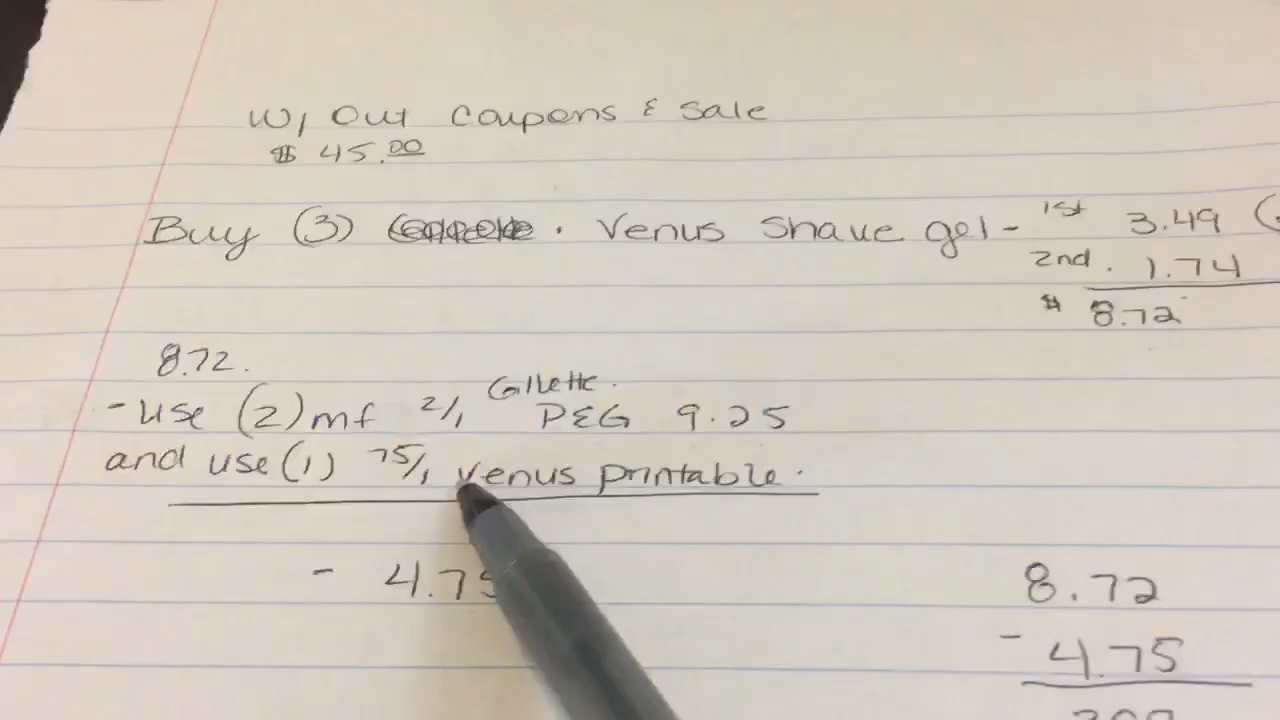 W/ Out Coupons & Sale
$ 45.00
Buy (3) . Venus Shave gel - 1st 3.49
2nd . 1.74
$ 8.72
8.72.
- use (2) mf 2/1 Gillette. P&G 9.25
and use (1) 75/1 Venus printable.
- 4.75
8.72
- 4.75